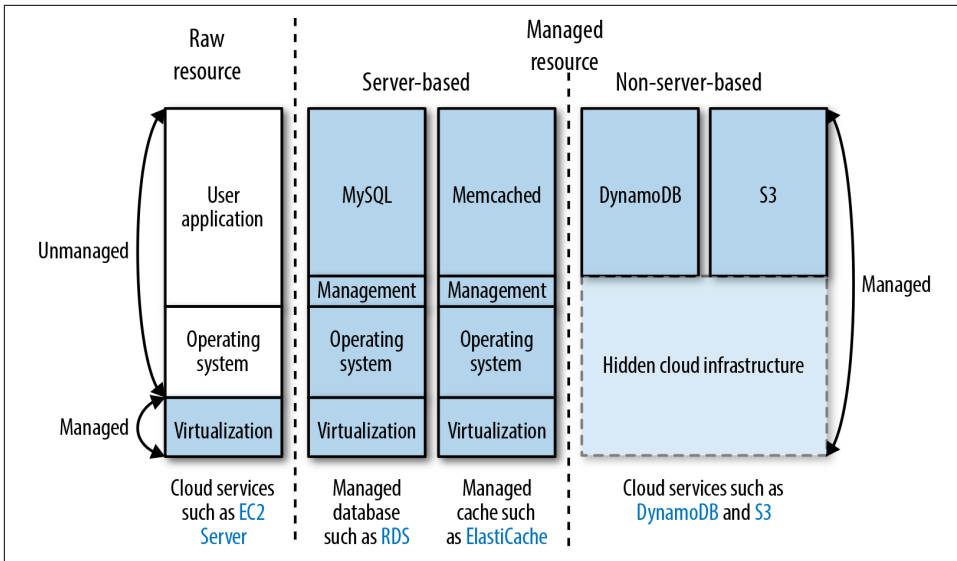 Raw
resource
Managed
resource
Server-based
Non-server-based
User
application
MySQL
Memcached
DynamoDB
S3
Unmanaged
Management
Management
Managed
Operating
system
Operating
system
Operating
system
Hidden cloud infrastructure
Managed
Virtualization
Virtualization
Virtualization
Cloud services
such as EC2
Server
Managed
database
such as RDS
Managed
cache such
as ElastiCache
Cloud services such as
DynamoDB and S3